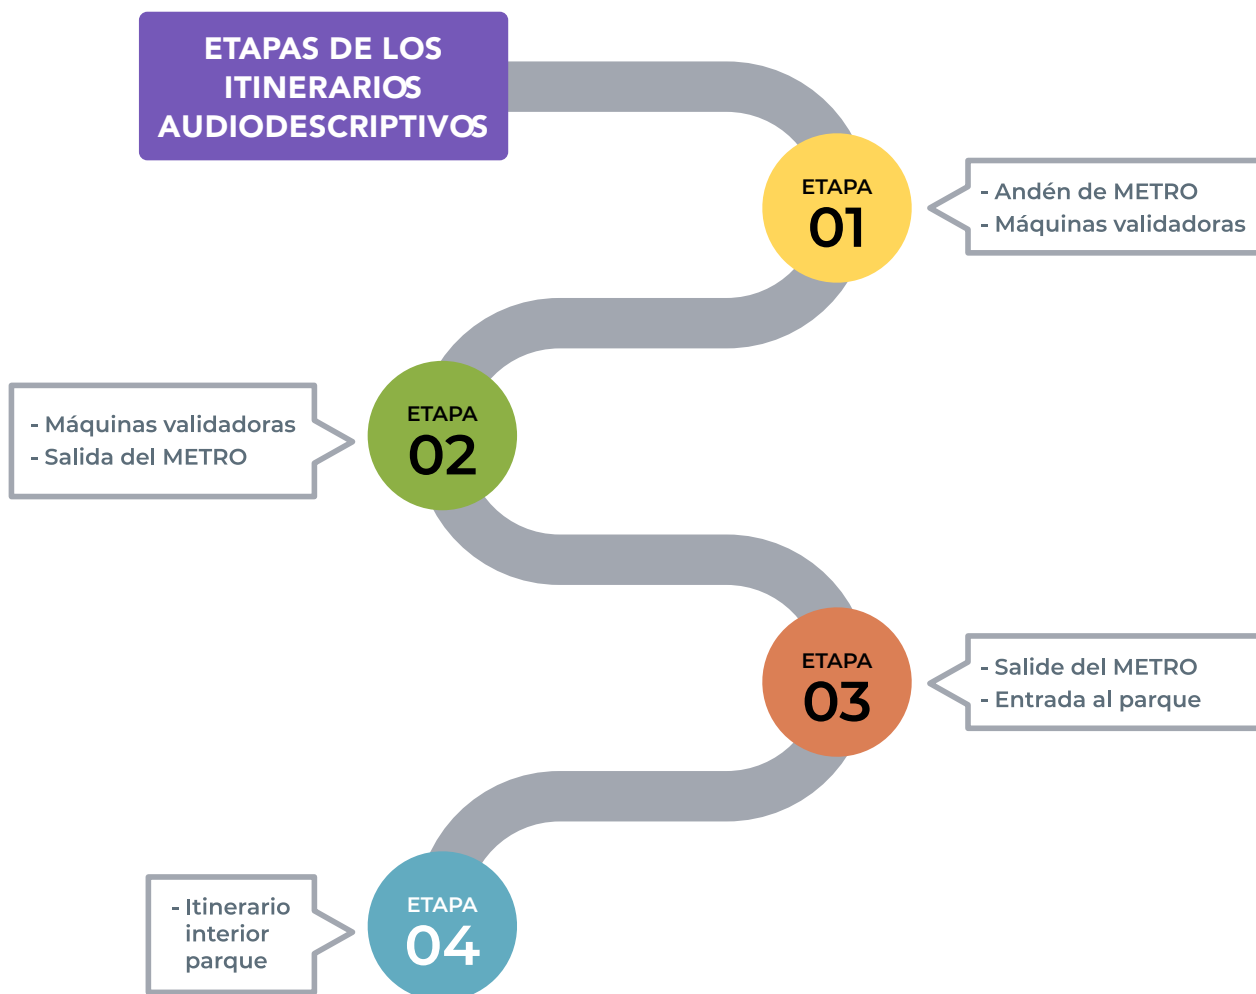 ETAPAS DE LOS
ITINERARIOS
AUDIODESCRIPTIVOS
ETAPA
01
- Andén de METRO
- Máquinas validadoras
ETAPA
02
- Máquinas validadoras
- Salida del METRO
ETAPA
03
- Salide del METRO
- Entrada al parque
ETAPA
04
- Itinerario
interior
parque